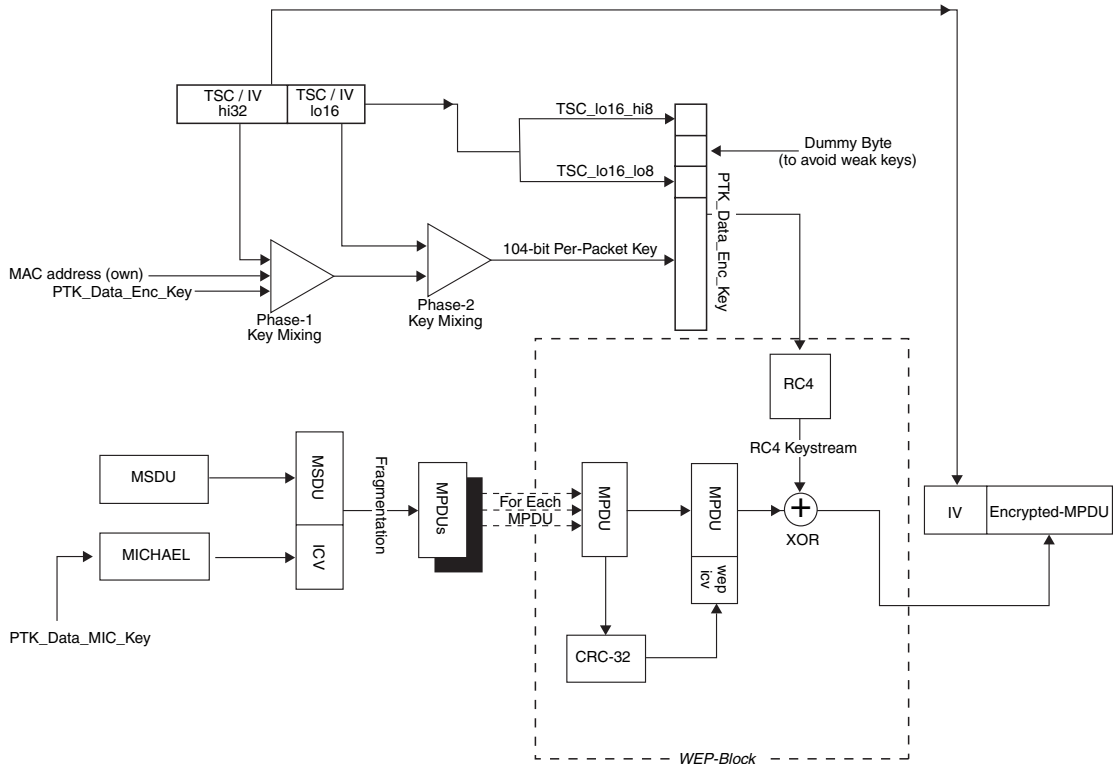 TSC / IV
hi32
TSC / IV
lo16
TSC_lo16_hi8
Dummy Byte
(to avoid weak keys)
TSC_lo16_lo8
PTK_Data_Enc_Key
104-bit Per-Packet Key
MAC address (own)
PTK_Data_Enc_Key
Phase-1
Key Mixing
Phase-2
Key Mixing
RC4
RC4 Keystream
MSDU
MSDU
Fragmentation
MPDUs
For Each
MPDU
MPDU
MPDU
XOR
IV
Encrypted-MPDU
MICHAEL
ICV
wep
icv
PTK_Data_MIC_Key
CRC-32
WEP-Block